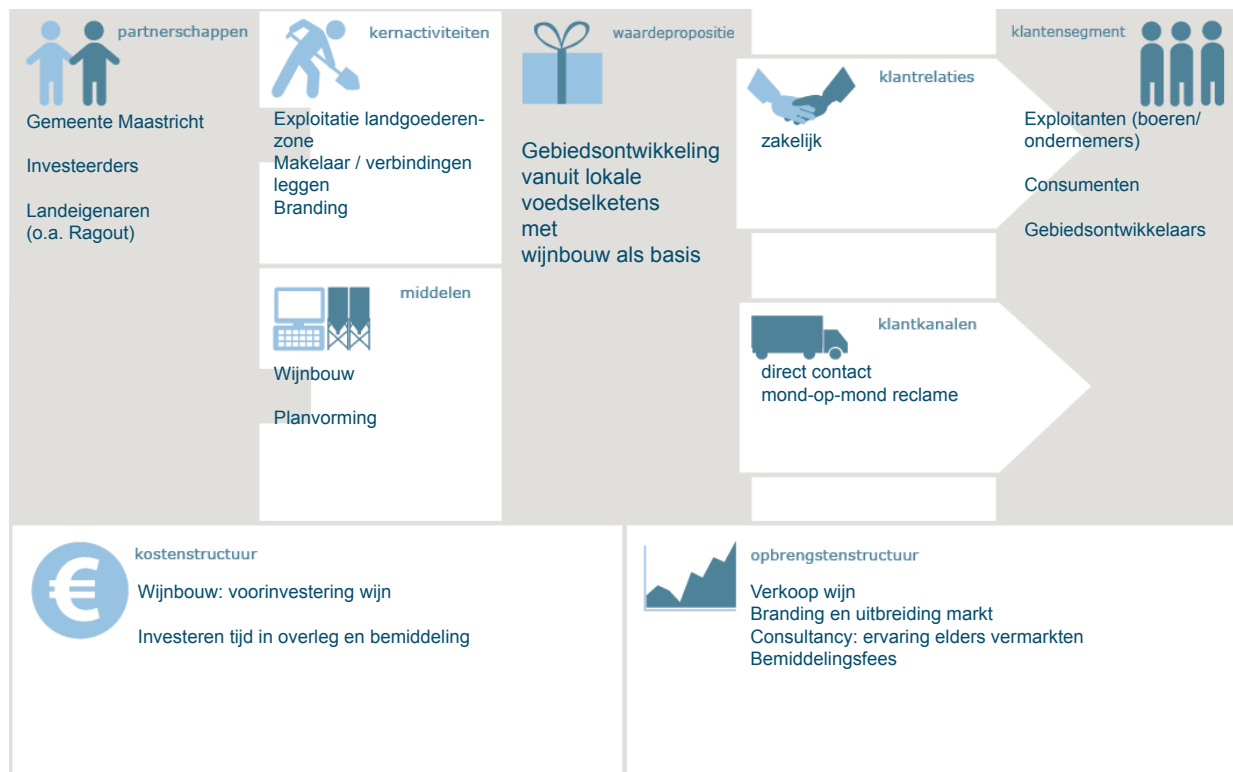 partnerschappen
Gemeente Maastricht
Investeerders
Landeigenaren
(o.a. Ragout)
kernactiviteiten
Exploitatie landgoederen-
zone
Makelaar / verbindingen
leggen
Branding
middelen
Wijnbouw
Planvorming
waardepropositie
Gebiedsontwikkeling
vanuit lokale
voedselketens
met
wijnbouw als basis
klantrelaties
zakelijk
klantkanalen
direct contact
mond-op-mond reclame
klantensegment
Exploitanten (boeren/
ondernemers)
Consumenten
Gebiedsontwikkelaars
€
kostenstructuur
Wijnbouw: voorinvestering wijn
Investeren tijd in overleg en bemiddeling
opbrengstenstructuur
Verkoop wijn
Branding en uitbreiding markt
Consultancy: ervaring elders vermarkten
Bemiddelingsfees